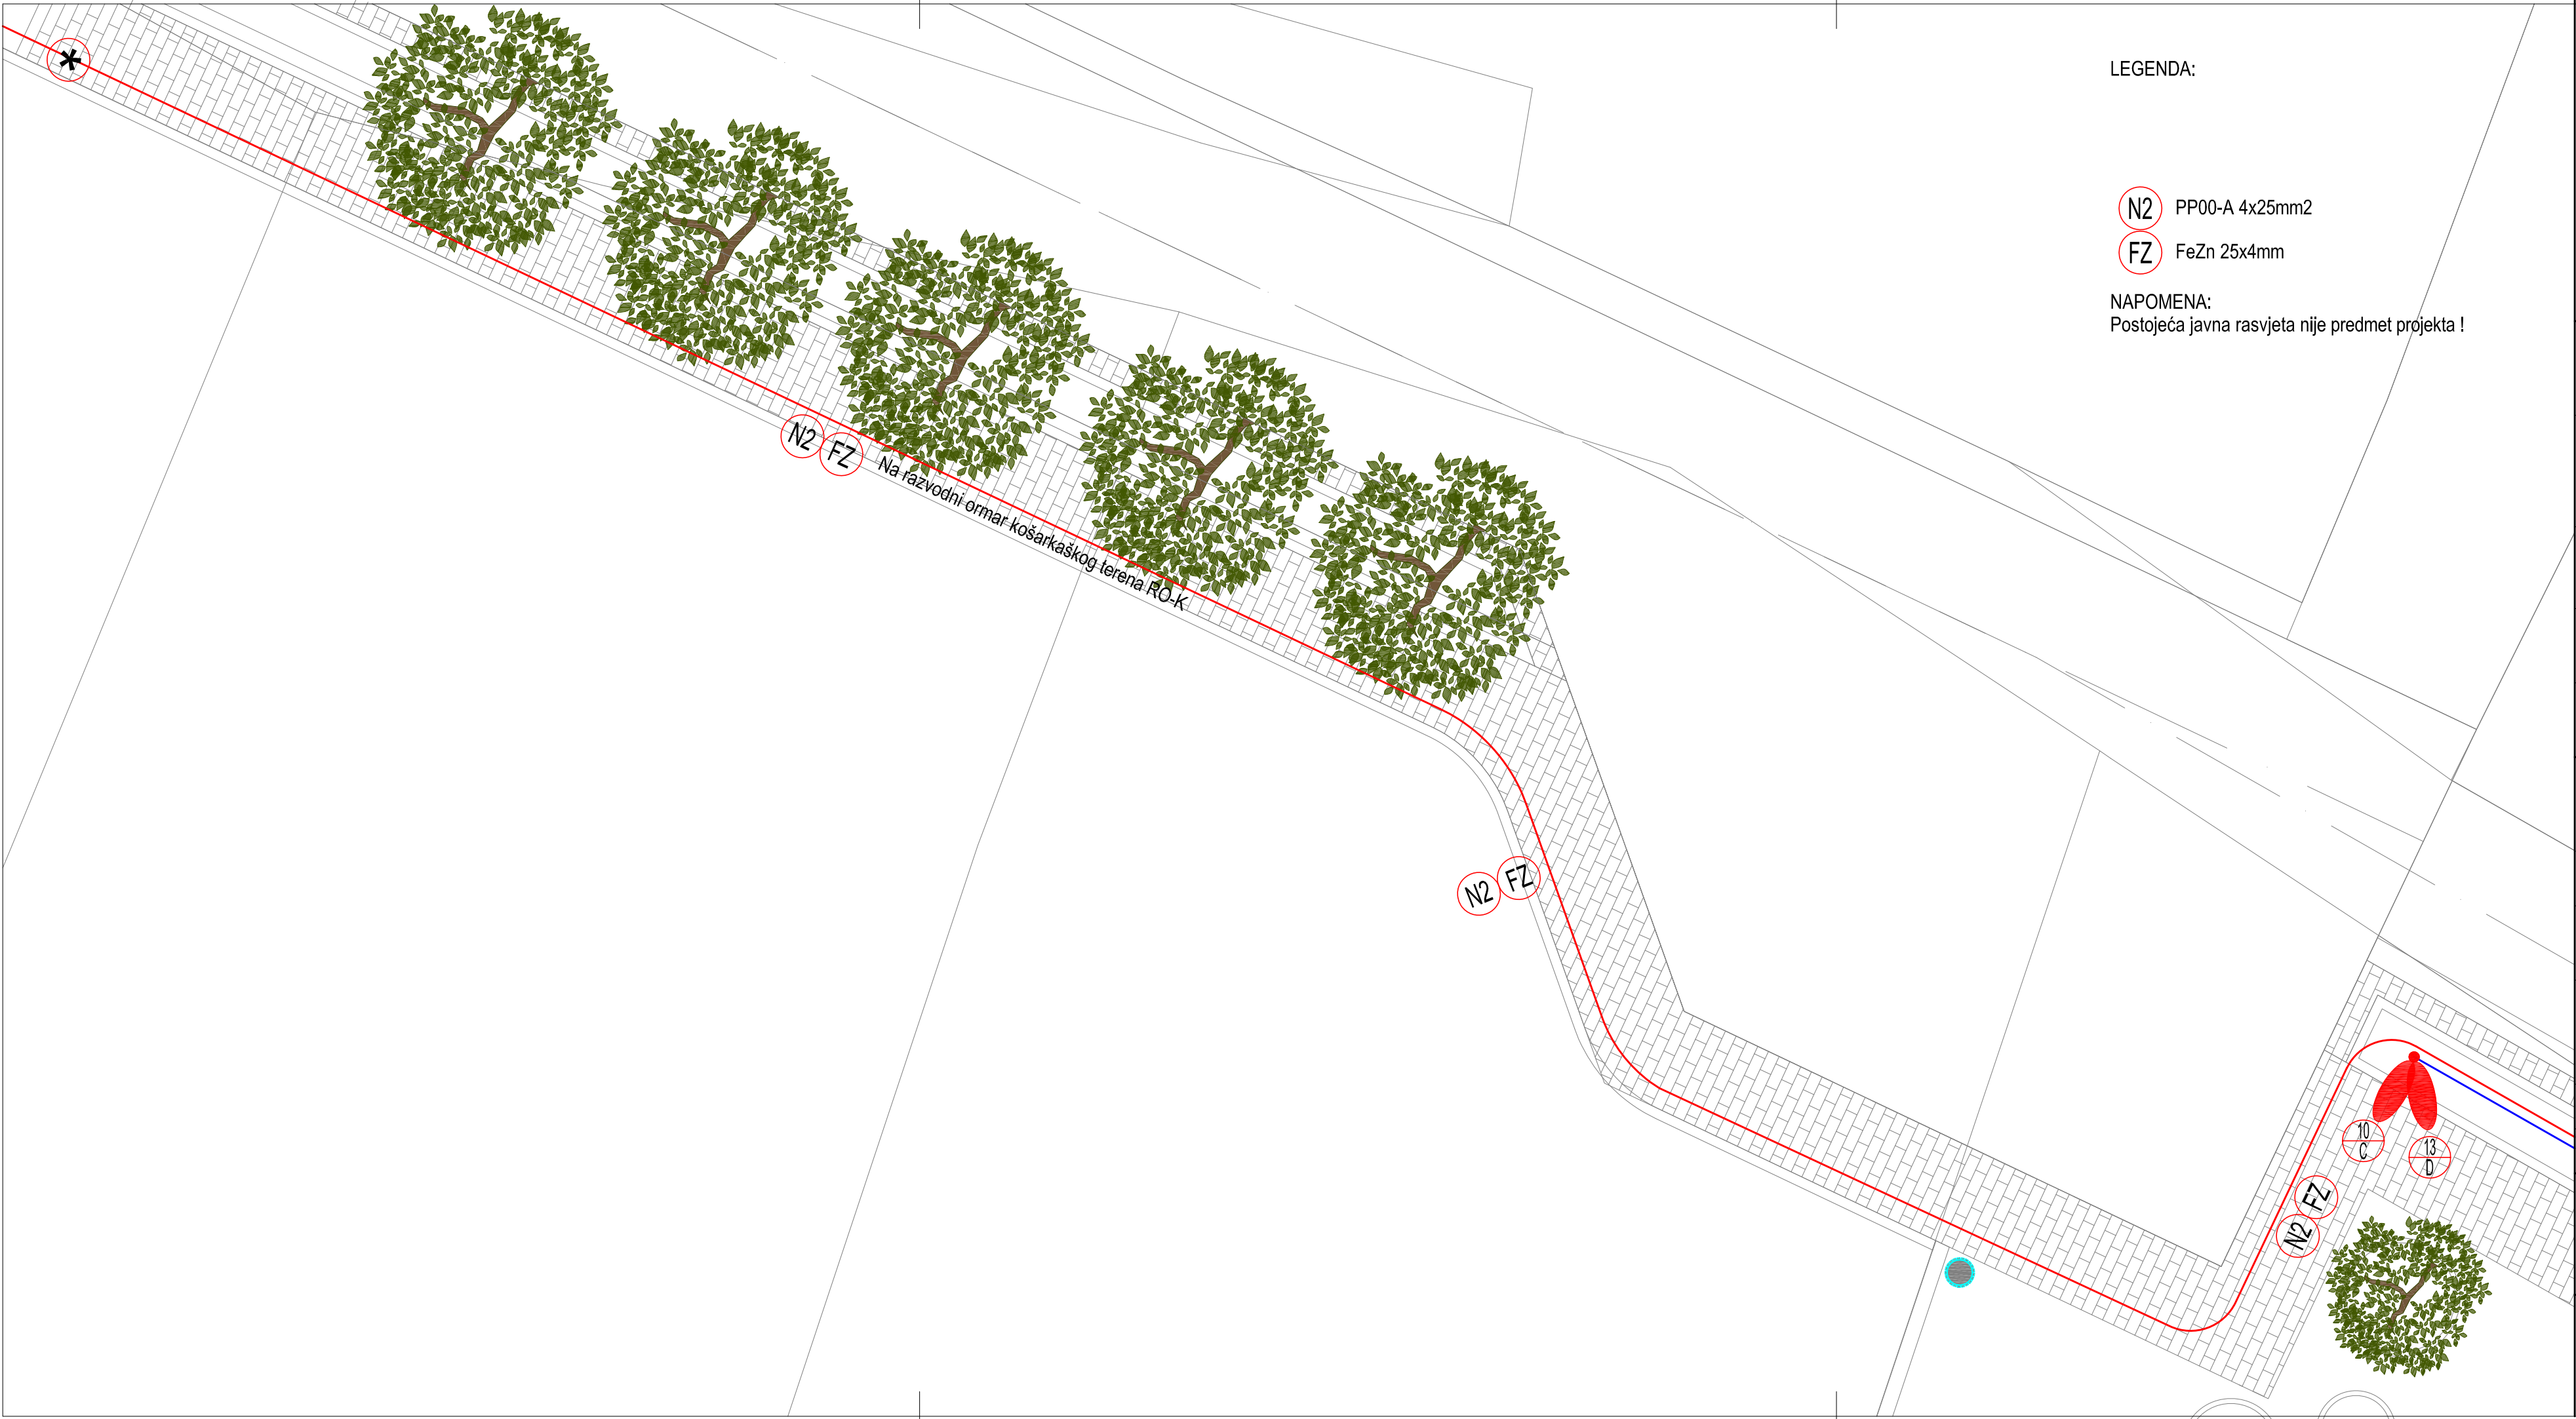 *
LEGENDA:
N2 PP00-A 4x25mm2
FZ FeZn 25x4mm
NAPOMENA:
Postojeća javna rasvjeta nije predmet projekta !
N2 FZ Na razvodni ormar košarkaškog terena RO-K
N2 FZ
10
C
13
D
N2 FZ